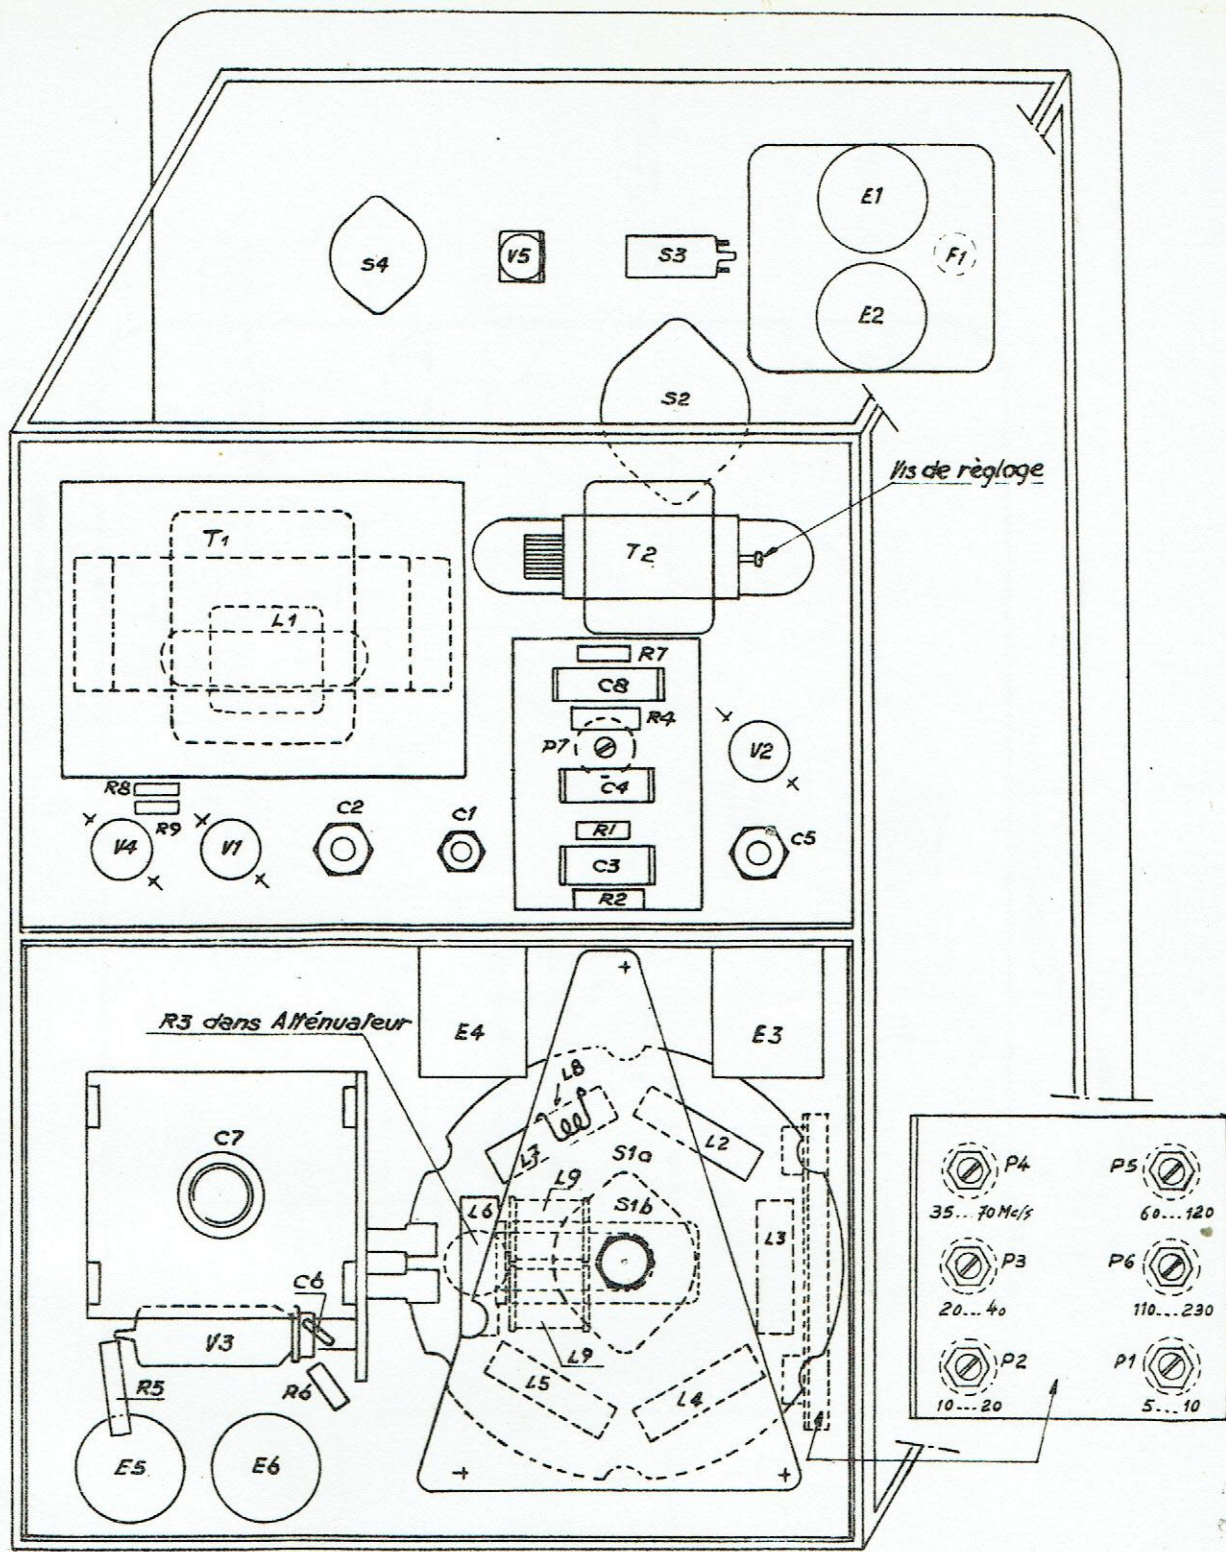 E1
S4
V5
S3
F1
E2
S2
Vis de règlage
T1
T2
L1
R7
C8
R4
P7
V2
R8
C4
R9
C2
C1
V4
V1
R1
C5
C3
R2
R3 dans Atténuateur
E4
E3
L8
C7
L7
L2
S1a
P4
P5
L9
L6
S1b
35...70 Mc/s
60...120
L3
P3
P6
C6
20...40
110...230
V3
L9
P2
P1
R5
R6
L5
L4
10...20
5...10
E5
E6